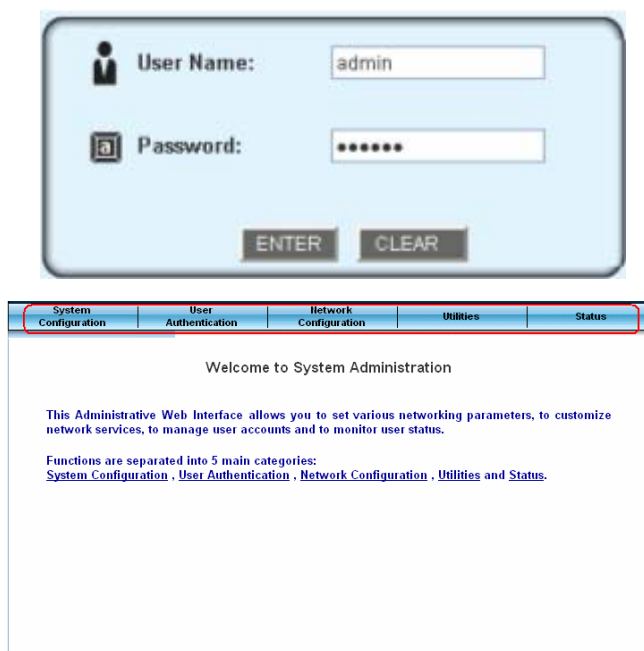 User Name:
admin
a
Password:
••••••
ENTER
CLEAR
System Configuration
User Authentication
Network Configuration
Utilities
Status
Welcome to System Administration
This Administrative Web Interface allows you to set various networking parameters, to customize
network services, to manage user accounts and to monitor user status.
Functions are separated into 5 main categories:
System Configuration , User Authentication , Network Configuration , Utilities and Status.